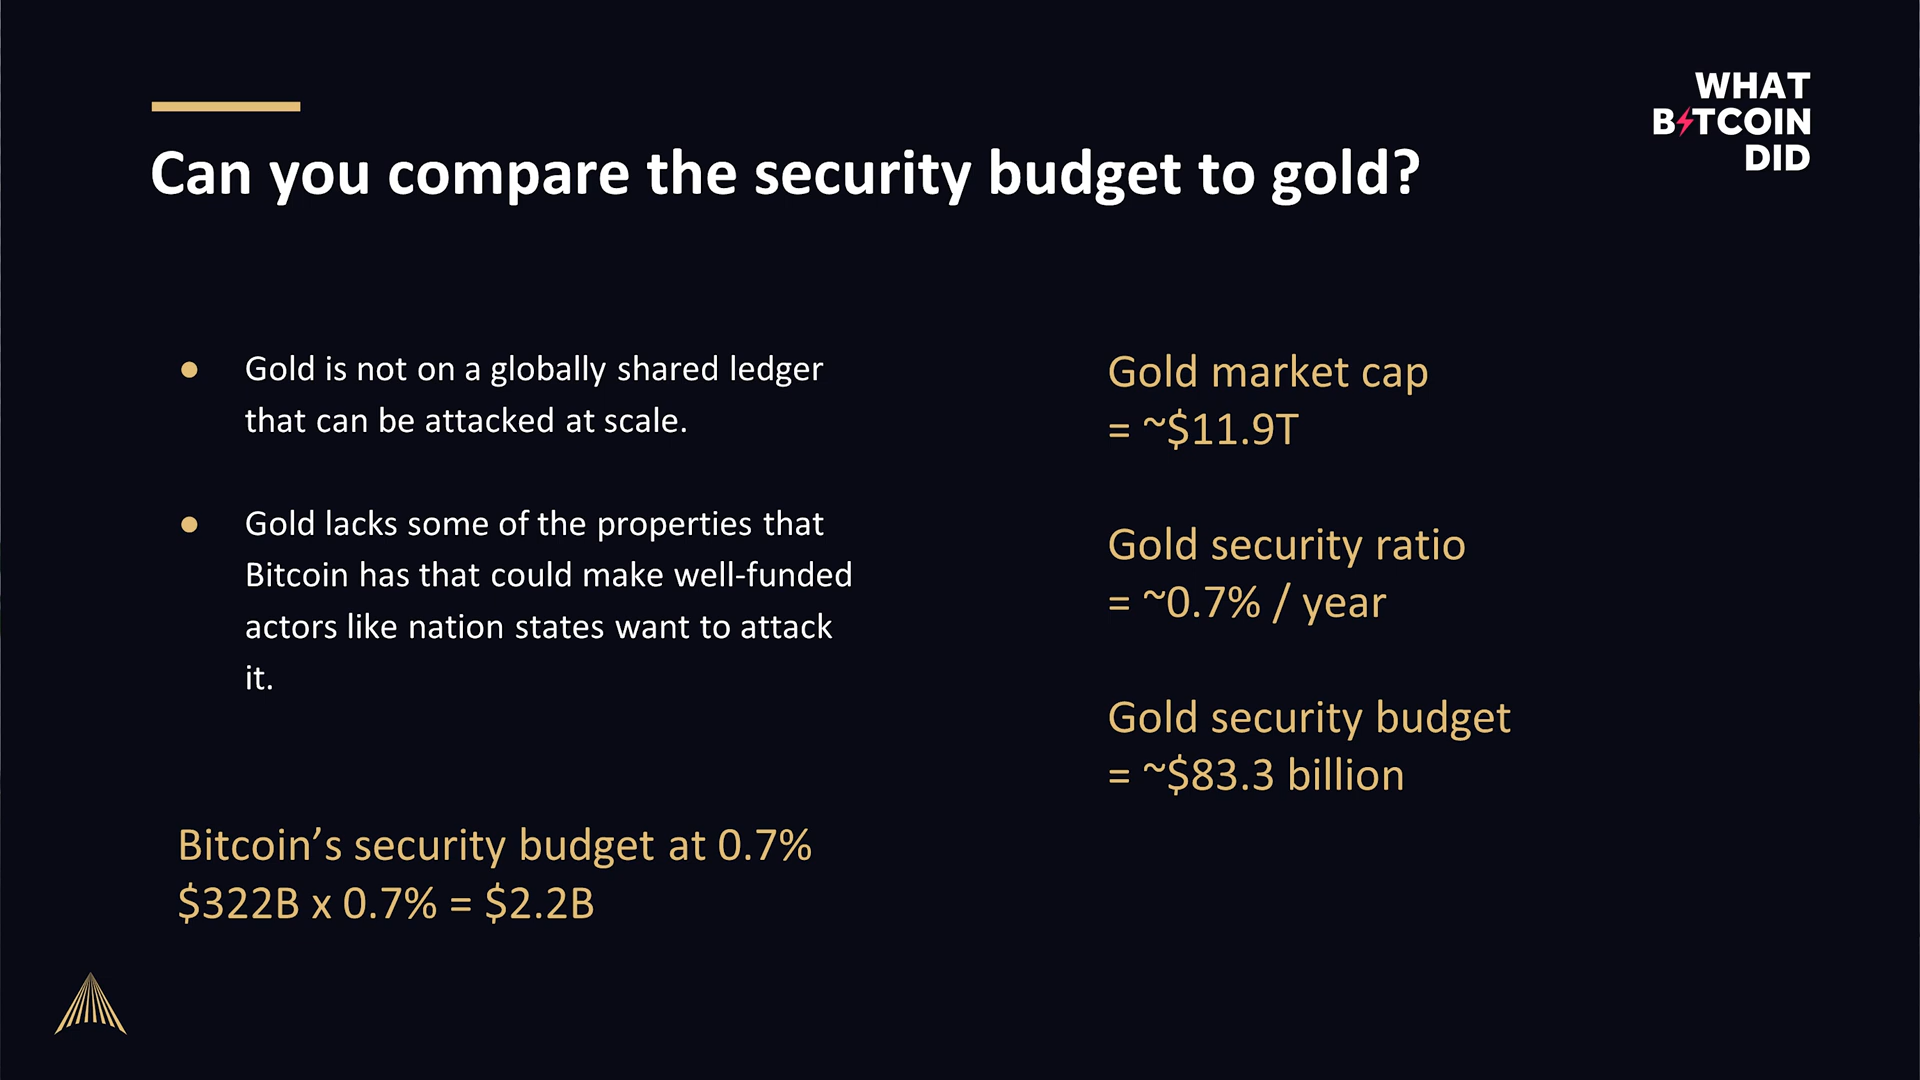 WHAT
BITCOIN
DID
Can you compare the security budget to gold?
● Gold is not on a globally shared ledger
that can be attacked at scale.
● Gold lacks some of the properties that
Bitcoin has that could make well-funded
actors like nation states want to attack
it.
Bitcoin’s security budget at 0.7%
$322B x 0.7% = $2.2B
Gold market cap
= ~$11.9T
Gold security ratio
= ~0.7% / year
Gold security budget
= ~$83.3 billion